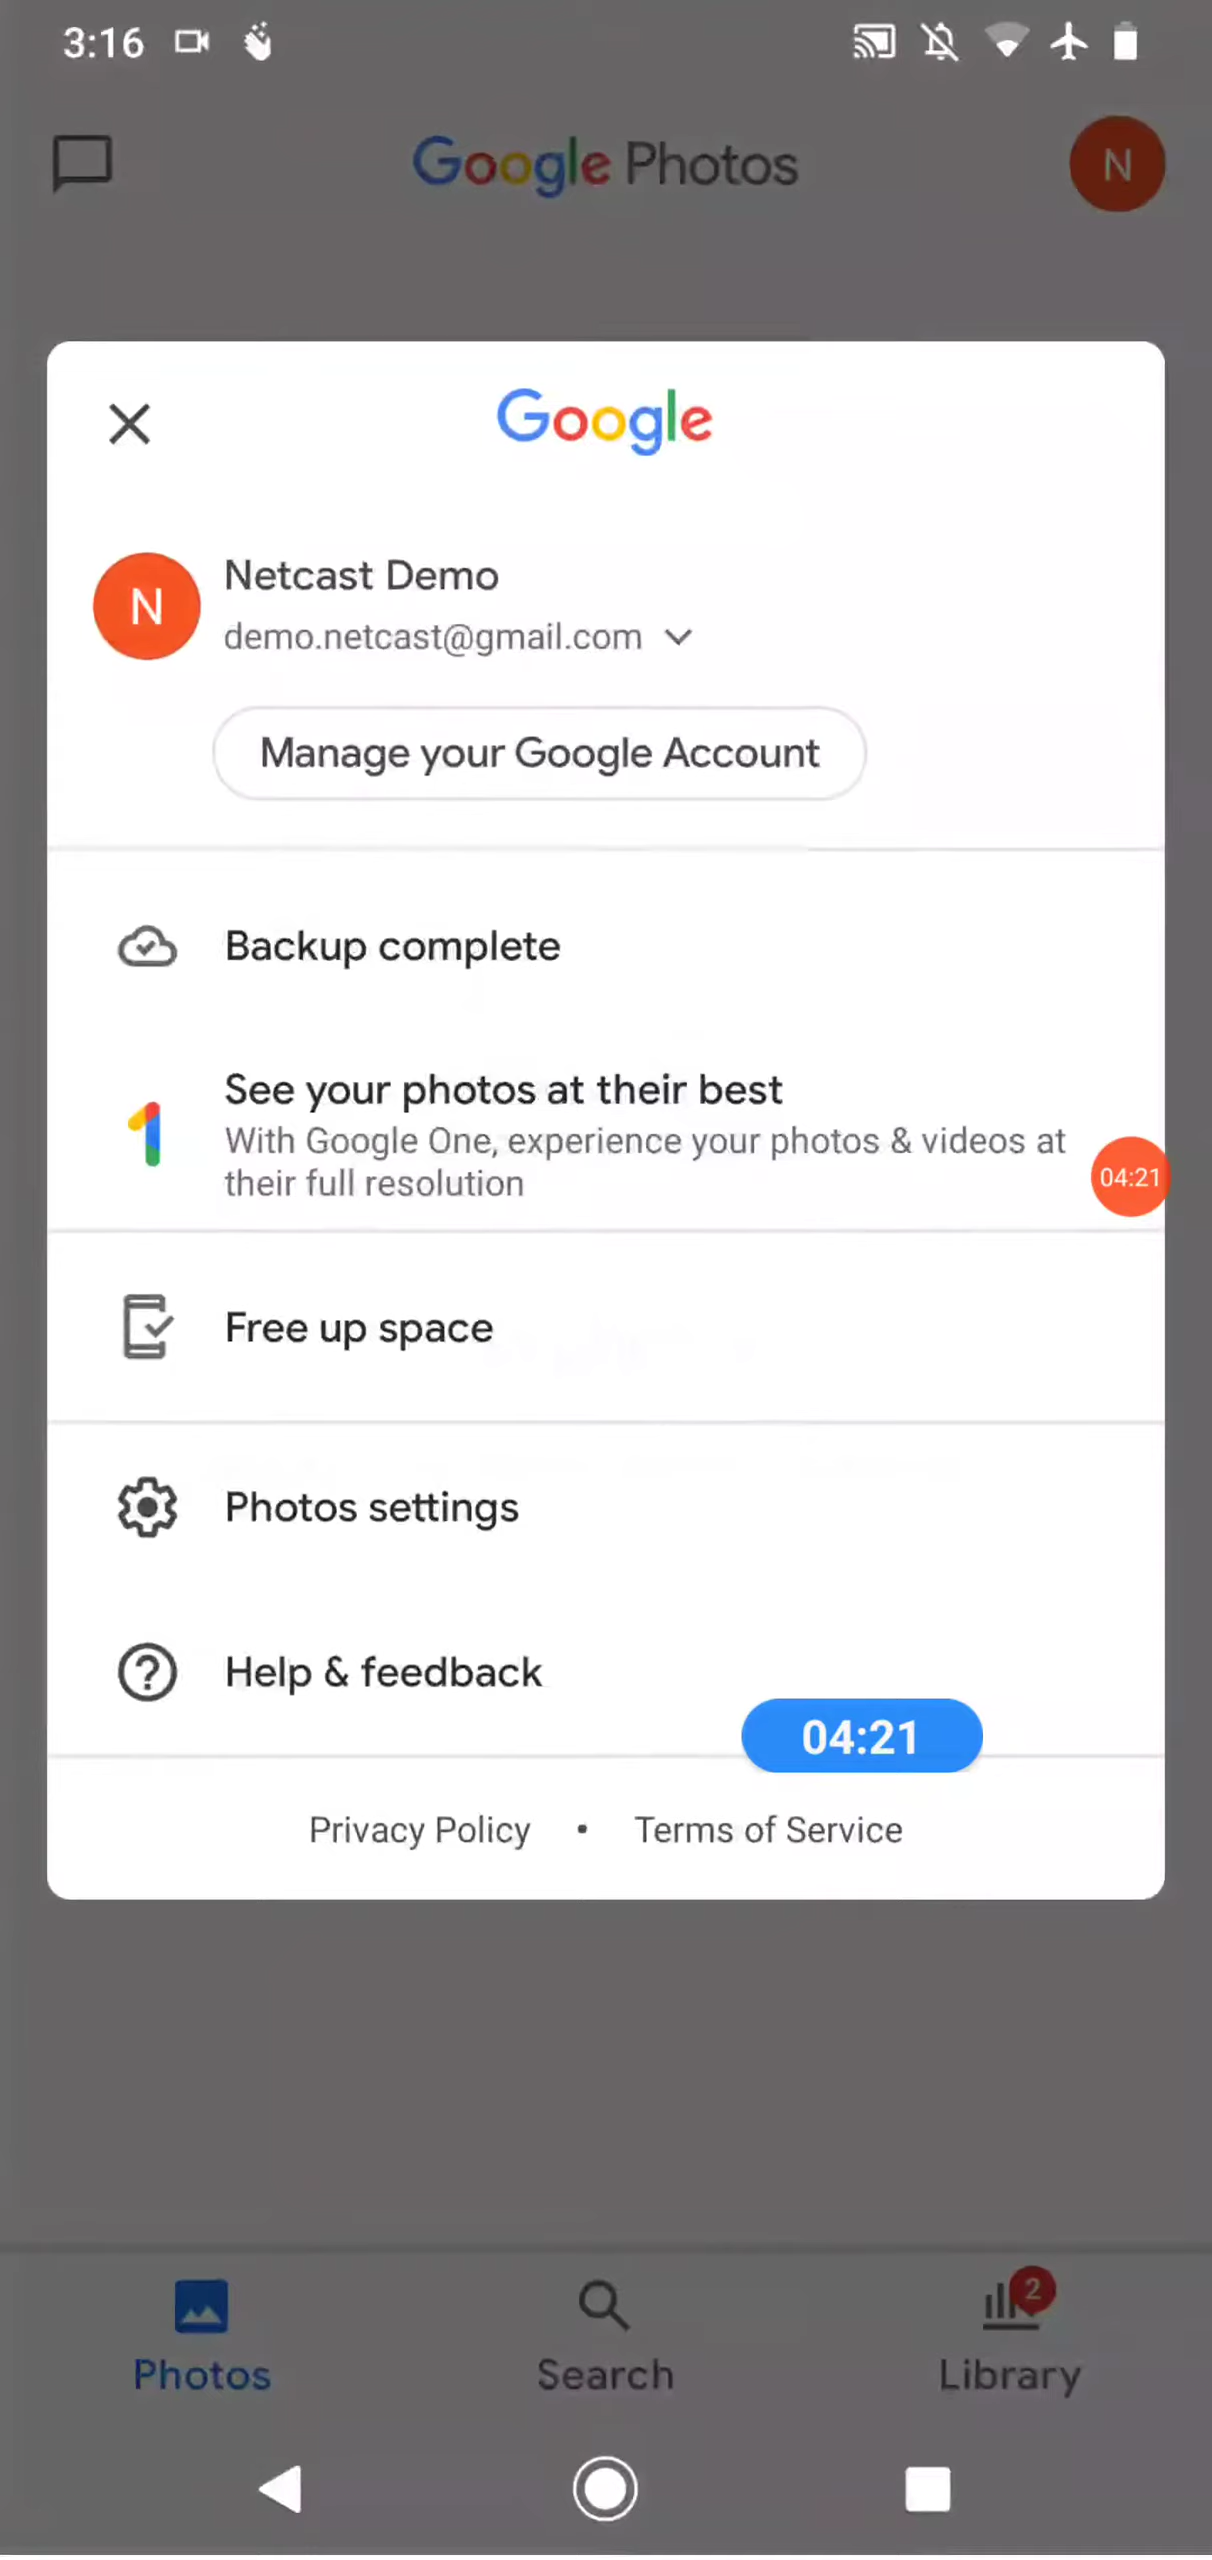 3:16
Google Photos
N
Google
N
Netcast Demo
demo.netcast@gmail.com
Manage your Google Account
Backup complete
See your photos at their best
With Google One, experience your photos & videos at
their full resolution
04:21
Free up space
Photos settings
Help & feedback
04:21
Privacy Policy • Terms of Service
2
Photos
Search
Library